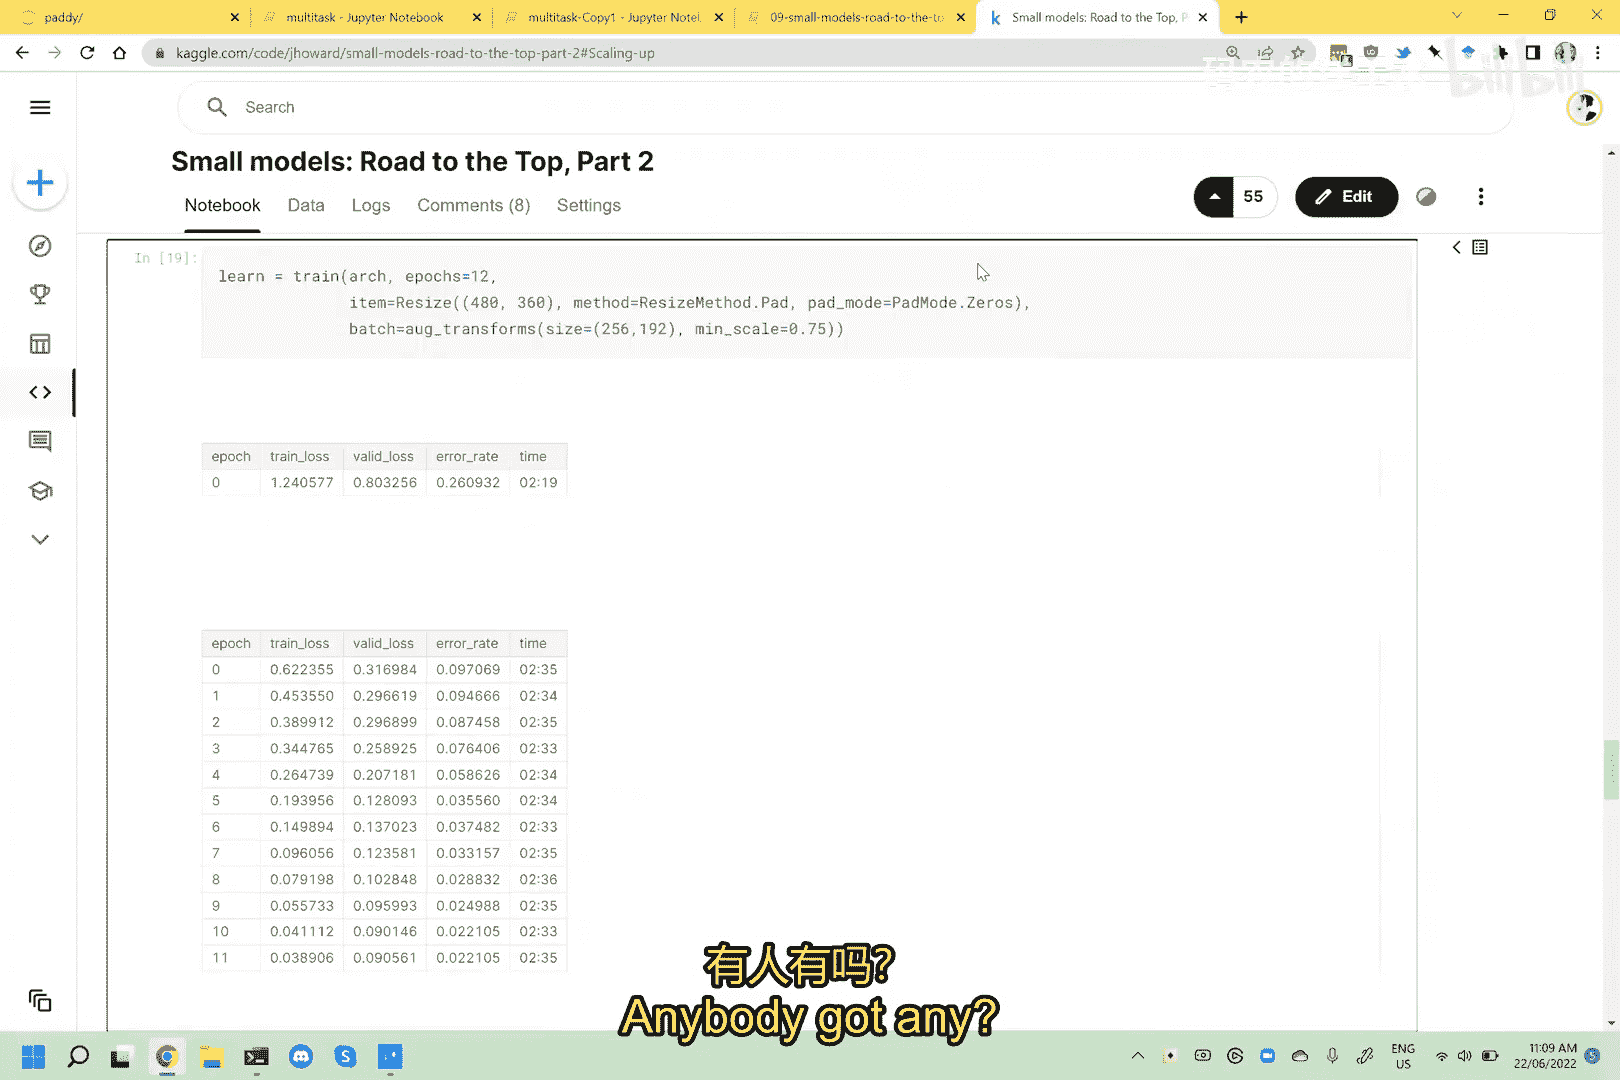 paddy/
multitask - Jupyter Notebook
multitask-Copy1 - Jupyter Notel
09-small-models-road-to-the-to
Small models: Road to the Top, P
kaggle.com/code/jhoward/small-models-road-to-the-top-part-2#Scaling-up
Search
Small models: Road to the Top, Part 2
Notebook
Data
Logs
Comments (8)
Settings
55
Edit
In [19]:
learn = train(arch, epochs=12,
item=Resize((480, 360), method=ResizeMethod.Pad, pad_mode=PadMode.Zeros),
batch=aug_transforms(size=(256,192), min_scale=0.75))
epoch train_loss valid_loss error_rate time
0 1.240577 0.803256 0.260932 02:19
epoch train_loss valid_loss error_rate time
0 0.622355 0.316984 0.097069 02:35
1 0.453550 0.296619 0.094666 02:34
2 0.389912 0.296899 0.087458 02:35
3 0.344765 0.258925 0.076406 02:33
4 0.264739 0.207181 0.058626 02:34
5 0.193956 0.128093 0.035560 02:34
6 0.149894 0.137023 0.037482 02:33
7 0.096056 0.123581 0.033157 02:35
8 0.079198 0.102848 0.028832 02:36
9 0.055733 0.095993 0.024988 02:35
10 0.041112 0.090146 0.022105 02:33
11 0.038906 0.090561 0.022105 02:35
有人有吗?
Anybody got any?
ENG
US
11:09 AM
22/06/2022